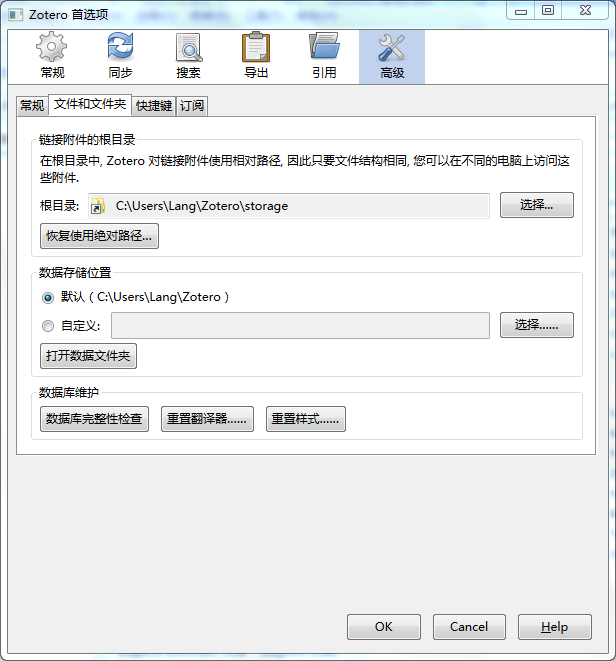 Zotero 首选项
常规 同步 搜索 导出 引用 高级
常规 文件和文件夹 快捷键 订阅
链接附件的根目录
在根目录中, Zotero 对链接附件使用相对路径, 因此只要文件结构相同, 您可以在不同的电脑上访问这
些附件.
根目录: C:\Users\Lang\Zotero\storage 选择...
恢复使用绝对路径...
数据存储位置
默认 ( C:\Users\Lang\Zotero )
自定义: 选择......
打开数据文件夹
数据库维护
数据库完整性检查 重置翻译器...... 重置样式......
OK Cancel Help